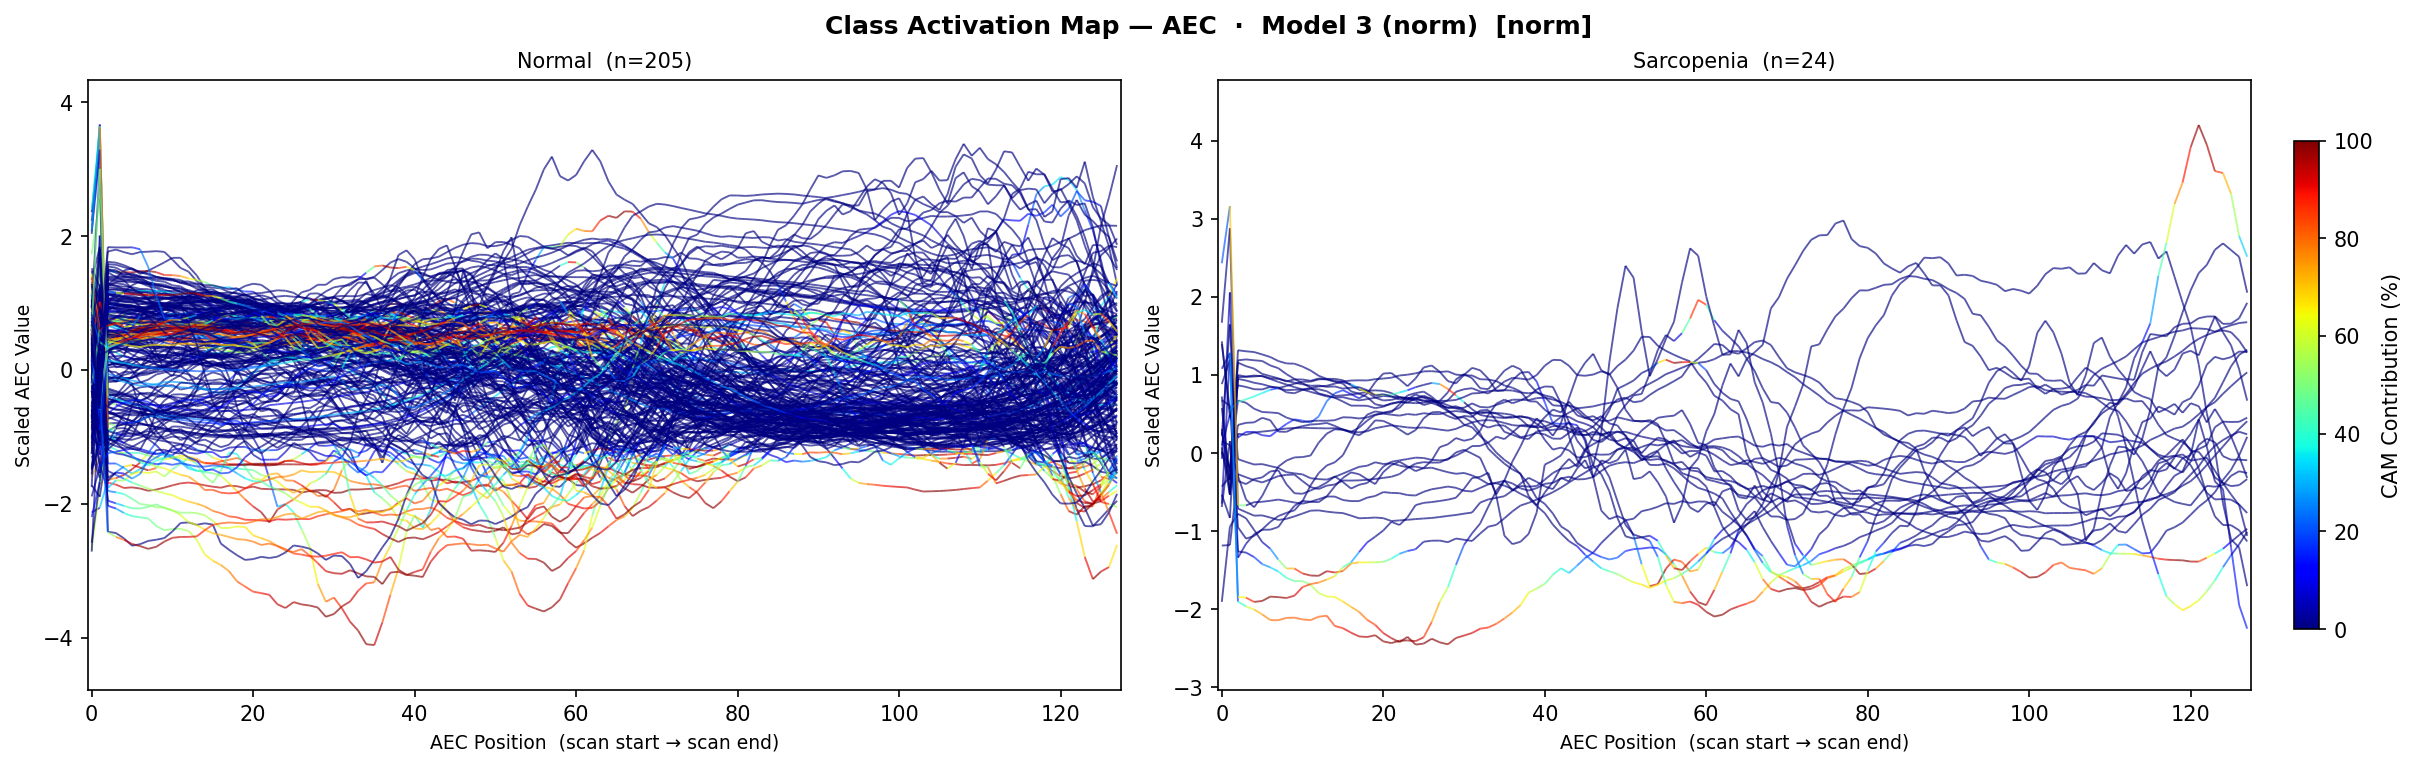 Class Activation Map — AEC · Model 3 (norm) [norm]
Normal (n=205)
Sarcopenia (n=24)
Scaled AEC Value
4
2
0
−2
−4
0 20 40 60 80 100 120
AEC Position (scan start → scan end)
Scaled AEC Value
4
3
2
1
0
−1
−2
−3
0 20 40 60 80 100 120
AEC Position (scan start → scan end)
100
80
60
40
20
0
CAM Contribution (%)